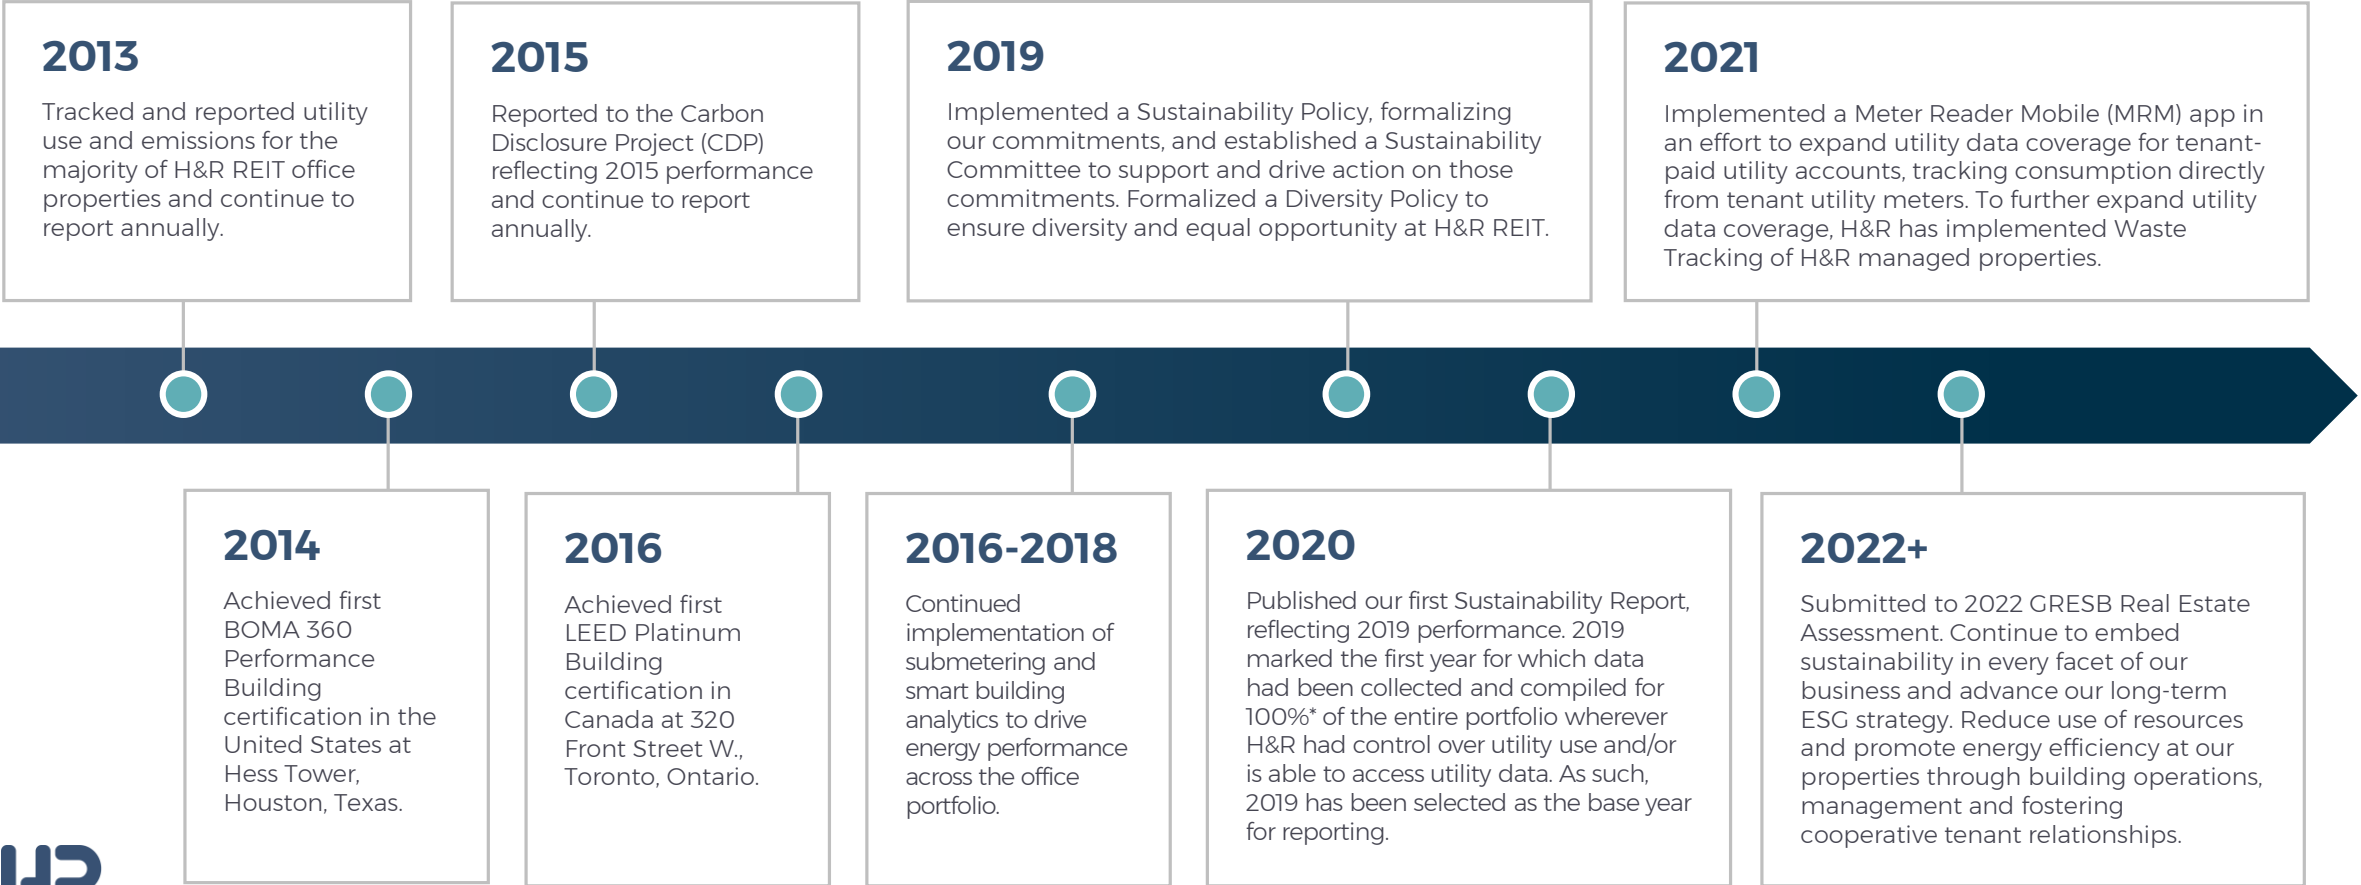 2013
Tracked and reported utility
use and emissions for the
majority of H&R REIT office
properties and continue to
report annually.
2015
Reported to the Carbon
Disclosure Project (CDP)
reflecting 2015 performance
and continue to report
annually.
2019
Implemented a Sustainability Policy, formalizing
our commitments, and established a Sustainability
Committee to support and drive action on those
commitments. Formalized a Diversity Policy to
ensure diversity and equal opportunity at H&R REIT.
2021
Implemented a Meter Reader Mobile (MRM) app in
an effort to expand utility data coverage for tenant-
paid utility accounts, tracking consumption directly
from tenant utility meters. To further expand utility
data coverage, H&R has implemented Waste
Tracking of H&R managed properties.
2014
Achieved first
BOMA 360
Performance
Building
certification in the
United States at
Hess Tower,
Houston, Texas.
2016
Achieved first
LEED Platinum
Building
certification in
Canada at 320
Front Street W.,
Toronto, Ontario.
2016-2018
Continued
implementation of
submetering and
smart building
analytics to drive
energy performance
across the office
portfolio.
2020
Published our first Sustainability Report,
reflecting 2019 performance. 2019
marked the first year for which data
had been collected and compiled for
100%* of the entire portfolio wherever
H&R had control over utility use and/or
is able to access utility data. As such,
2019 has been selected as the base year
for reporting.
2022+
Submitted to 2022 GRESB Real Estate
Assessment. Continue to embed
sustainability in every facet of our
business and advance our long-term
ESG strategy. Reduce use of resources
and promote energy efficiency at our
properties through building operations,
management and fostering
cooperative tenant relationships.